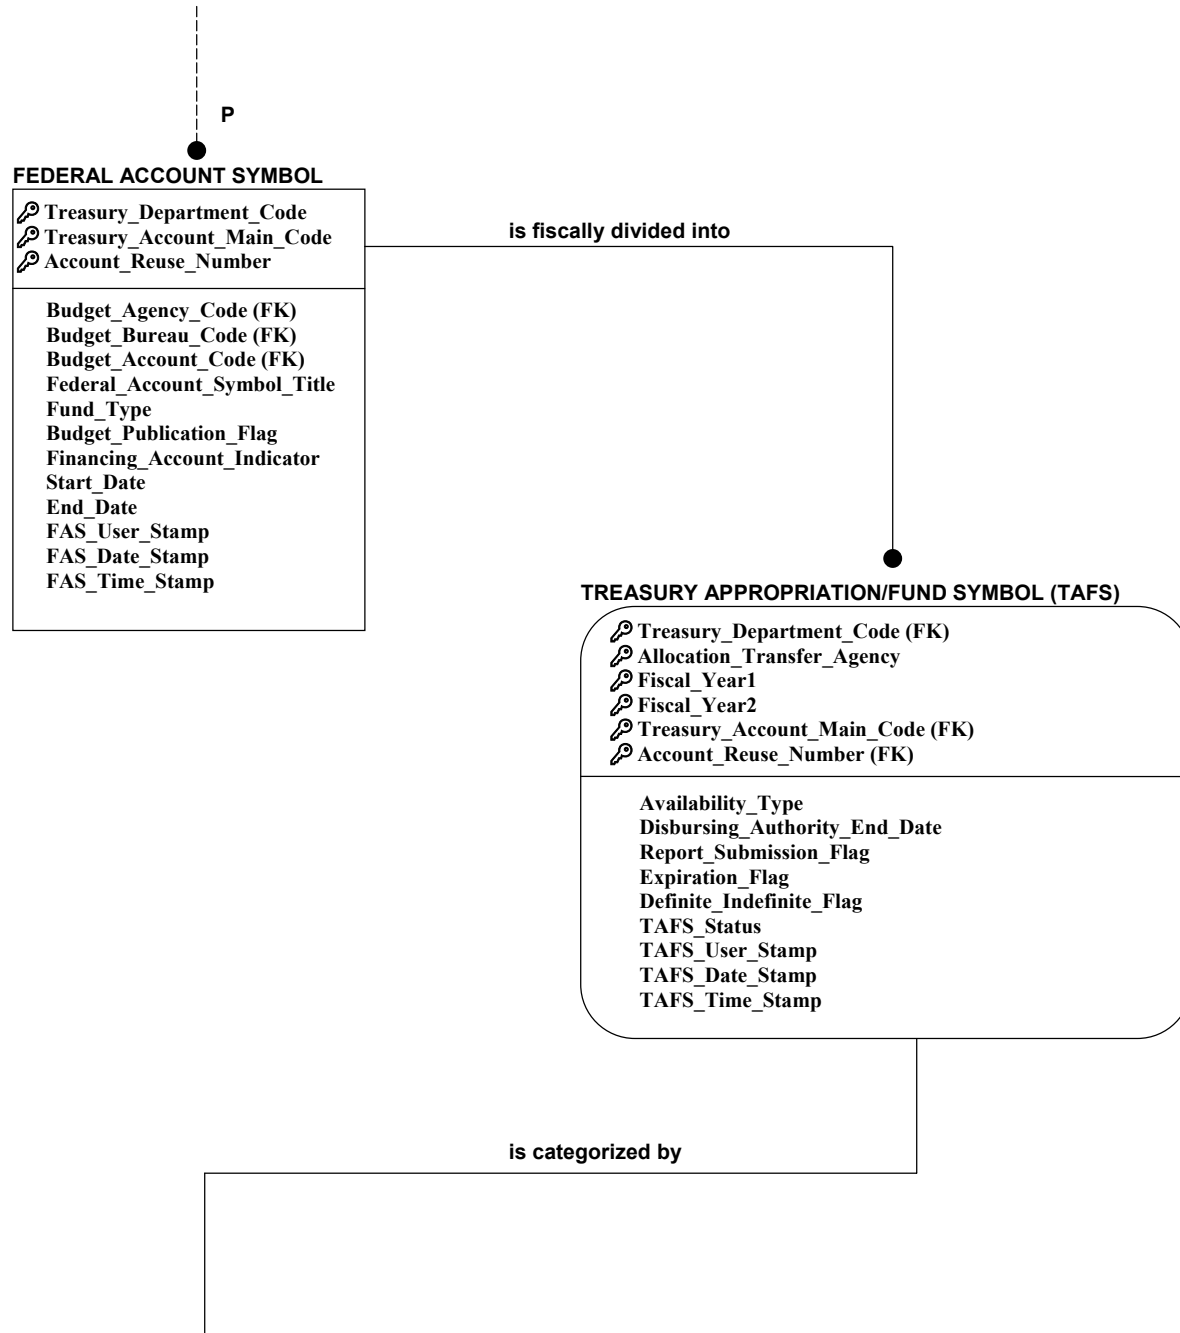 P
FEDERAL ACCOUNT SYMBOL
Treasury_Department_Code
Treasury_Account_Main_Code
Account_Reuse_Number
Budget_Agency_Code (FK)
Budget_Bureau_Code (FK)
Budget_Account_Code (FK)
Federal_Account_Symbol_Title
Fund_Type
Budget_Publication_Flag
Financing_Account_Indicator
Start_Date
End_Date
FAS_User_Stamp
FAS_Date_Stamp
FAS_Time_Stamp
is fiscally divided into
TREASURY APPROPRIATION/FUND SYMBOL (TAFS)
Treasury_Department_Code (FK)
Allocation_Transfer_Agency
Fiscal_Year1
Fiscal_Year2
Treasury_Account_Main_Code (FK)
Account_Reuse_Number (FK)
Availability_Type
Disbursing_Authority_End_Date
Report_Submission_Flag
Expiration_Flag
Definite_Indefinite_Flag
TAFS_Status
TAFS_User_Stamp
TAFS_Date_Stamp
TAFS_Time_Stamp
is categorized by